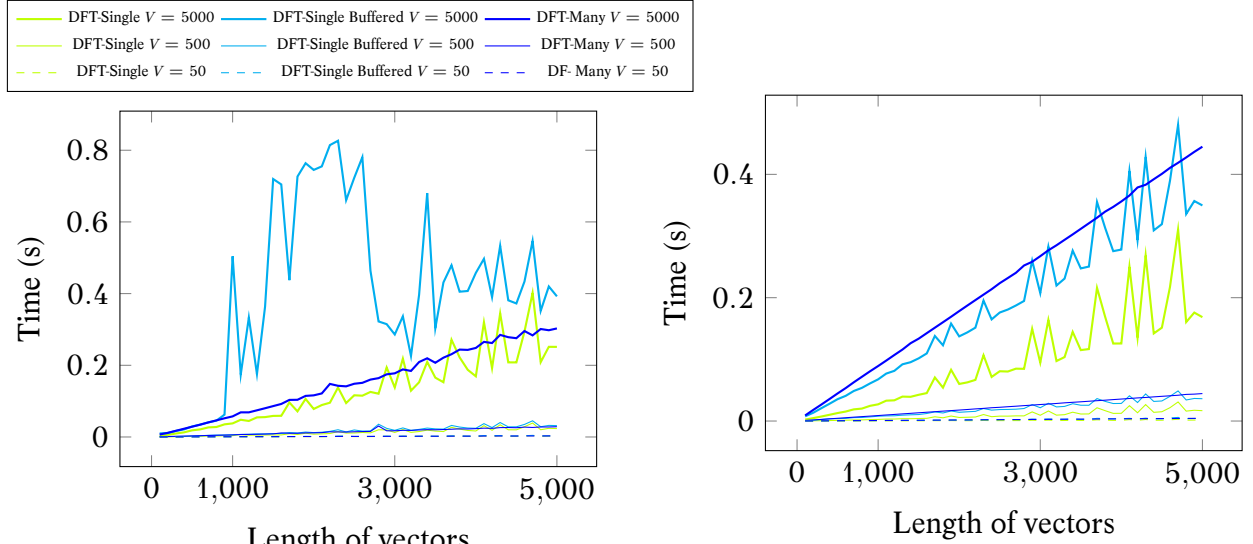 DFT-Single V = 5000 DFT-Single Buffered V = 5000 DFT-Many V = 5000
DFT-Single V = 500 DFT-Single Buffered V = 500 DFT-Many V = 500
DFT-Single V = 50 DFT-Single Buffered V = 50 DF- Many V = 50
0.8
0.6
0.4
0.2
0
Time (s)
0 1,000 3,000 5,000
Length of vectors
0.4
0.2
0
Time (s)
0 1,000 3,000 5,000
Length of vectors